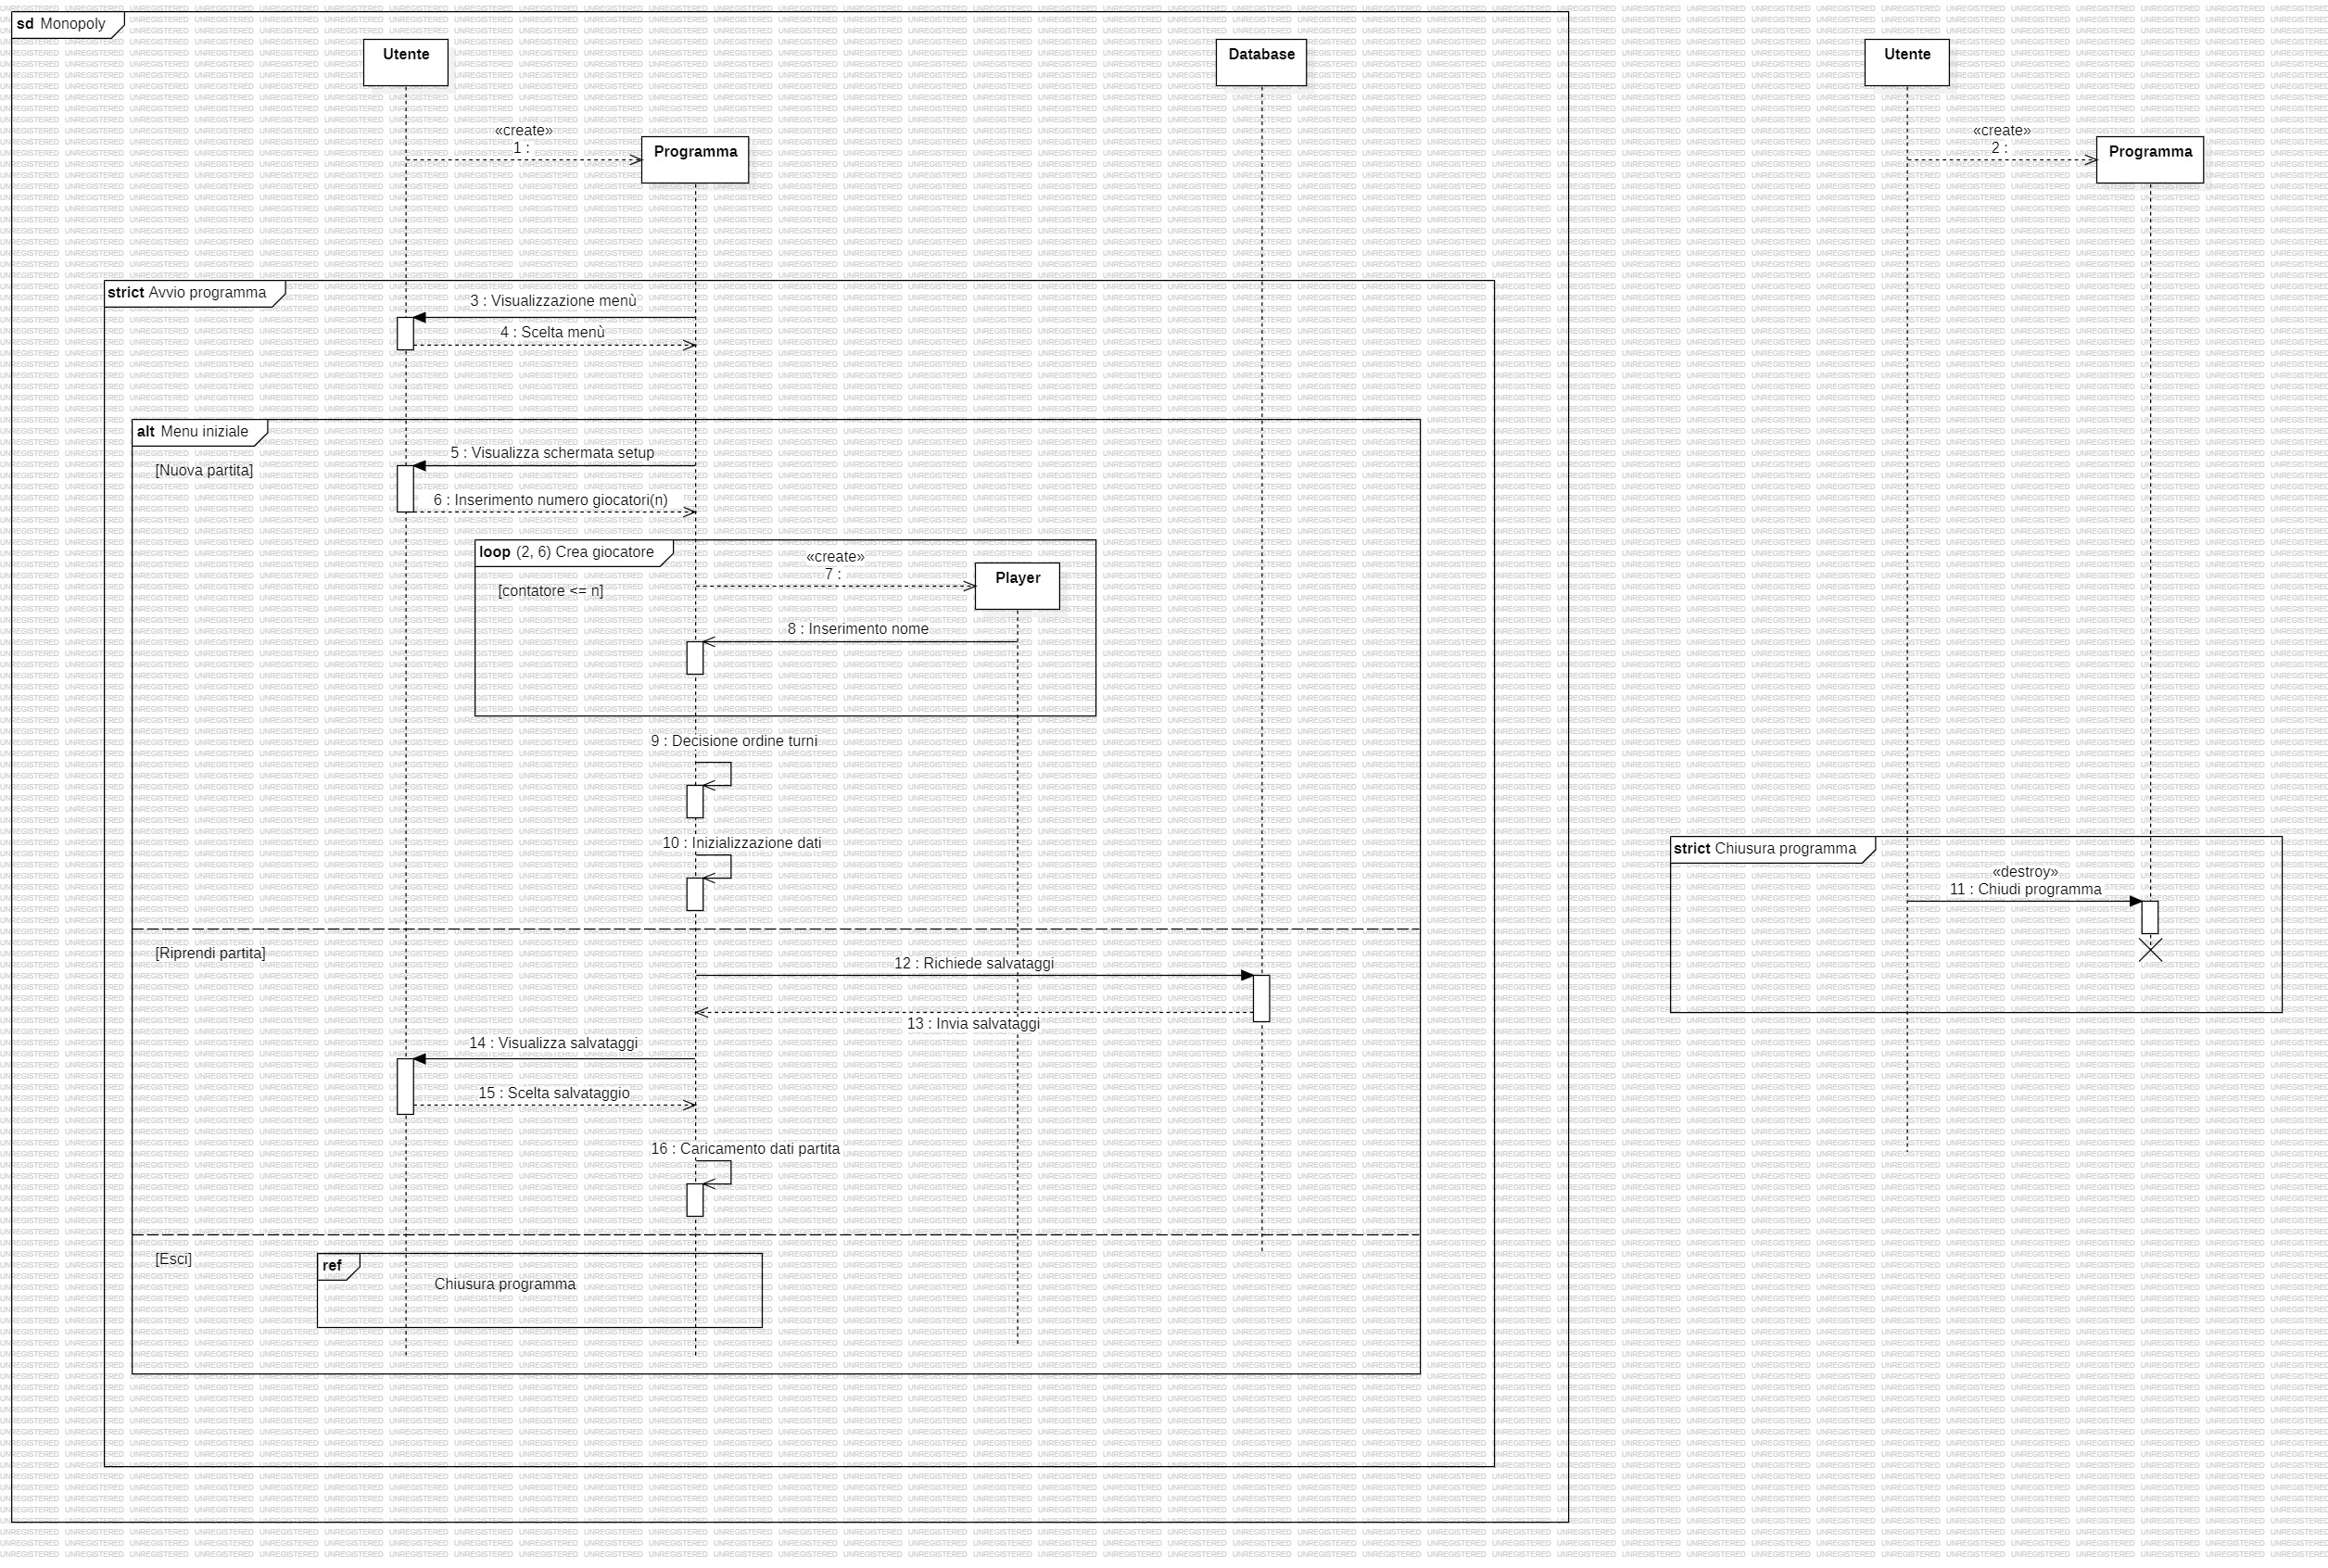 sd Monopoly
Utente
Database
Utente
«create»
1 :
Programma
«create»
2 :
Programma
strict Avvio programma
3 : Visualizzazione menù
4 : Scelta menù
alt Menu iniziale
[Nuova partita]
5 : Visualizza schermata setup
6 : Inserimento numero giocatori(n)
loop (2, 6) Crea giocatore
[contatore <= n]
«create»
7 :
Player
8 : Inserimento nome
9 : Decisione ordine turni
10 : Inizializzazione dati
strict Chiusura programma
«destroy»
11 : Chiudi programma
[Riprendi partita]
12 : Richiede salvataggi
13 : Invia salvataggi
14 : Visualizza salvataggi
15 : Scelta salvataggio
16 : Caricamento dati partita
[Esci]
ref
Chiusura programma
UNREGISTERED